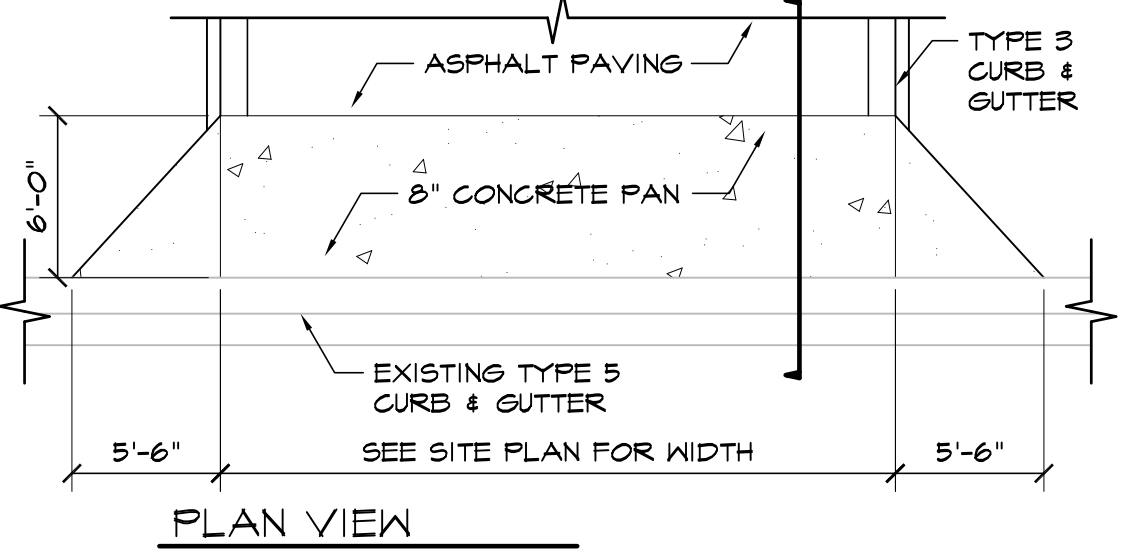 ASPHALT PAVING
TYPE 3
CURB &
GUTTER
6'-0"
8" CONCRETE PAN
EXISTING TYPE 5
CURB & GUTTER
5'-6"
SEE SITE PLAN FOR WIDTH
5'-6"
PLAN VIEW